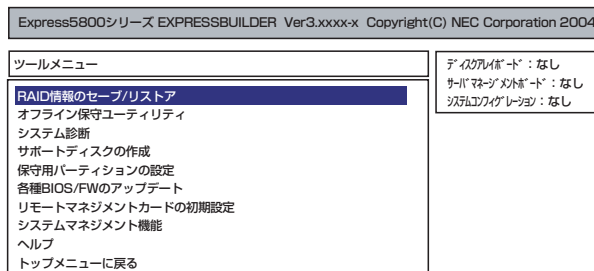 Express5800シリーズ EXPRESSBUILDER Ver3.xxxx-x Copyright(C) NEC Corporation 2004
ツールメニュー
RAID情報のセーブ/リストア
オフライン保守ユーティリティ
システム診断
サポートディスクの作成
保守用パーティションの設定
各種BIOS/FWのアップデート
リモートマネジメントカードの初期設定
システムマネジメント機能
ヘルプ
トップメニューに戻る
ﾃﾞｨｽｸｱﾚｲﾎﾞｰﾄﾞ：なし
ｻｰﾊﾞﾏﾈｰｼﾞﾒﾝﾄﾎﾞｰﾄﾞ：なし
ｼｽﾃﾑｺﾝﾌｨｸﾞﾚｰｼｮﾝ：なし